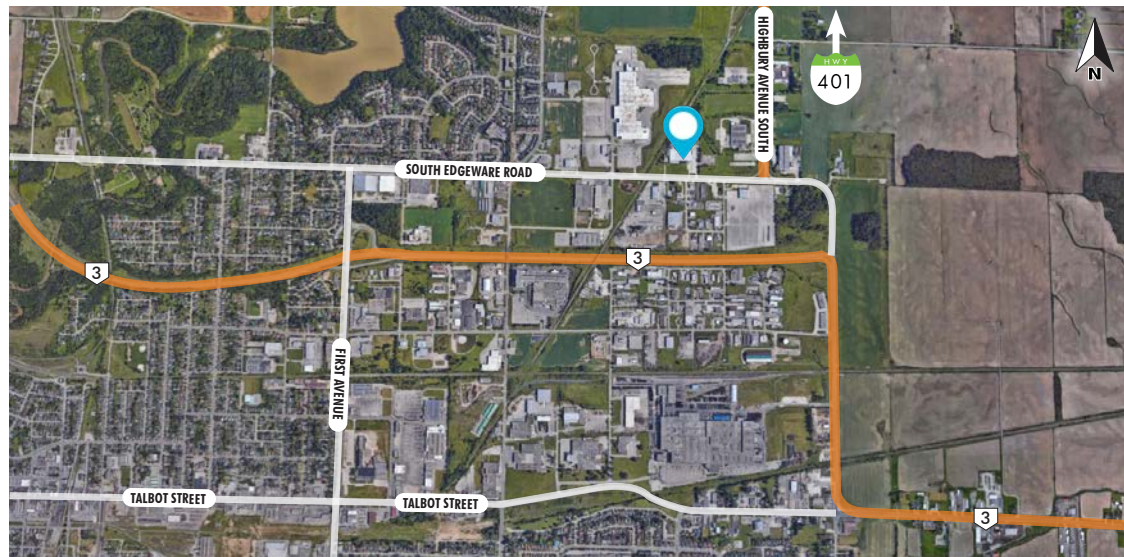 HIGHBURY AVENUE SOUTH
HWY
401
N
SOUTH EDGEWARE ROAD
3
3
FIRST AVENUE
TALBOT STREET
TALBOT STREET
3